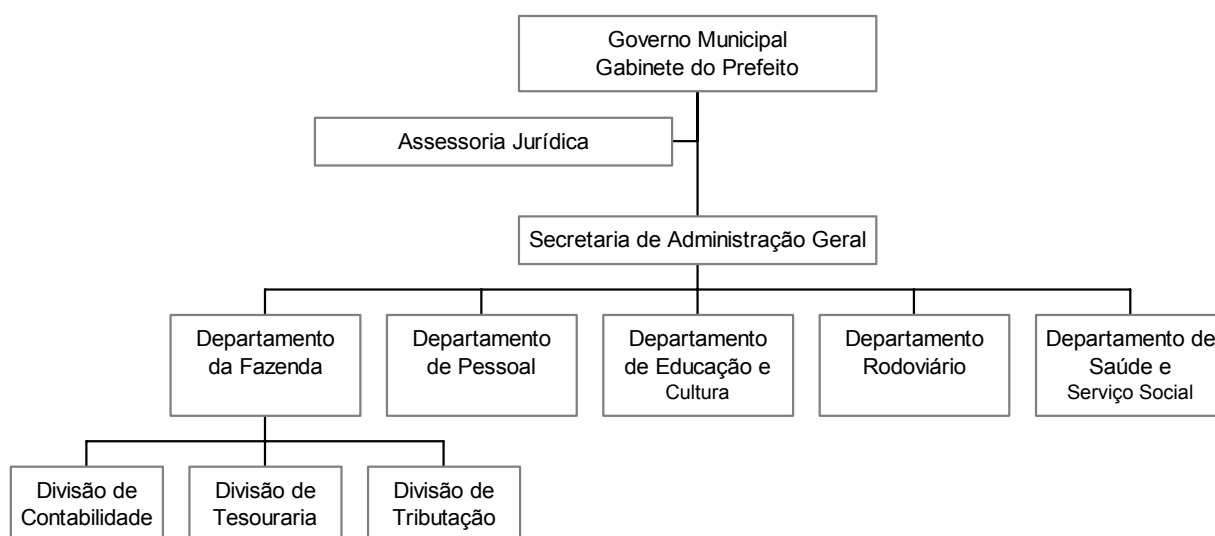 Governo Municipal
Gabinete do Prefeito
Assessoria Jurídica
Secretaria de Administração Geral
Departamento
da Fazenda
Departamento
de Pessoal
Departamento
de Educação e
Cultura
Departamento
Rodoviário
Departamento de
Saúde e
Serviço Social
Divisão de
Contabilidade
Divisão de
Tesouraria
Divisão de
Tributação